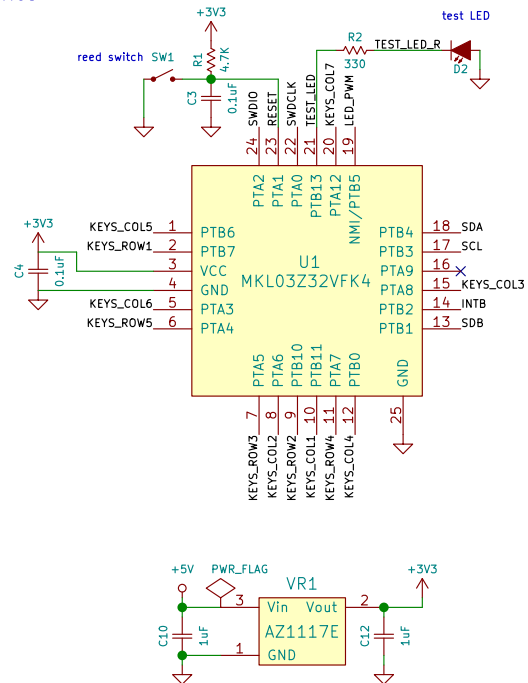 test LED
+3V3
reed switch SW1
R1
4.7K
C3
0.1uF
R2
330
TEST_LED_R
D2
SWDIO
RESET
SWDCLK
TEST_LED
KEYS_COL7
LED_PWM
24
23
22
21
20
19
PTA2
PTA1
PTA0
PTB13
PTA12
NMI/PTB5
+3V3
C4
0.1uF
KEYS_COL5 1 PTB6
KEYS_ROW1 2 PTB7
3 VCC
4 GND
KEYS_COL6 5 PTA3
KEYS_ROW5 6 PTA4
U1
MKL03Z32VFK4
PTB4 18 SDA
PTB3 17 SCL
PTA9 16
PTA8 15 KEYS_COL3
PTB2 14 INTB
PTB1 13 SDB
PTA5
PTA6
PTB10
PTB11
PTA7
PTB0
GND
7
8
9
10
11
12
25
KEYS_ROW3
KEYS_COL2
KEYS_ROW2
KEYS_COL1
KEYS_ROW4
KEYS_COL4
+5V
PWR_FLAG
VR1
+3V3
3 Vin Vout 2
AZ1117E
1 GND
C10
1uF
C12
1uF